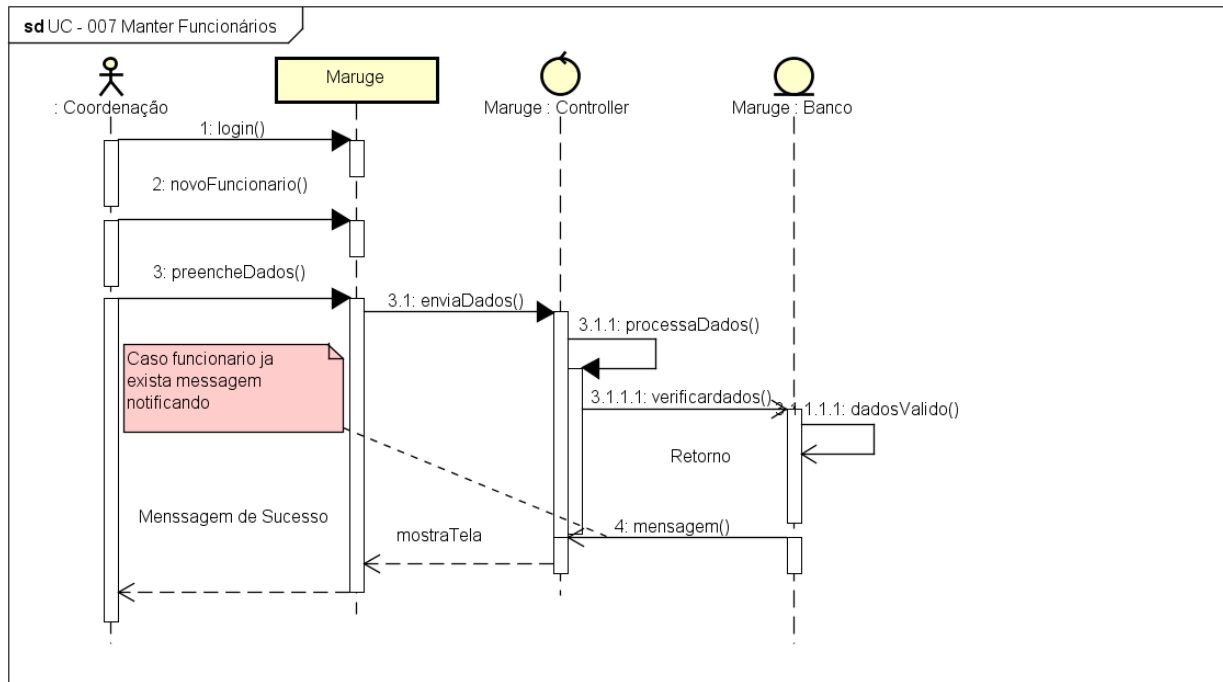 sd UC - 007 Manter Funcionários
: Coordenação
Maruge
Maruge : Controller
Maruge : Banco
1: login()
2: novoFuncionario()
3: preencheDados()
3.1: enviaDados()
3.1.1: processaDados()
Caso funcionario ja
exista messagem
notificando
3.1.1.1: verificardados()
3.1.1.1.1: dadosValido()
Retorno
Menssagem de Sucesso
4: mensagem()
mostraTela